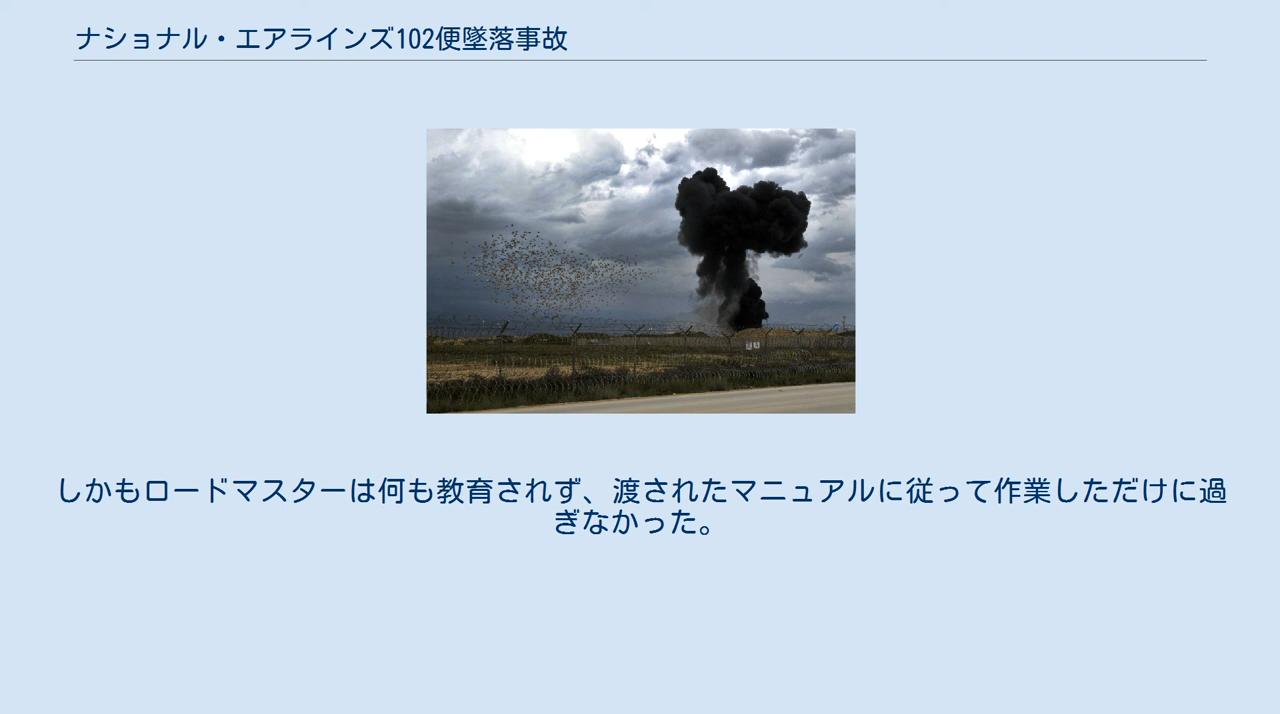 ナショナル・エアラインズ102便墜落事故
しかもロードマスターは何も教育されず、渡されたマニュアルに従って作業しただけに過
ぎなかった。